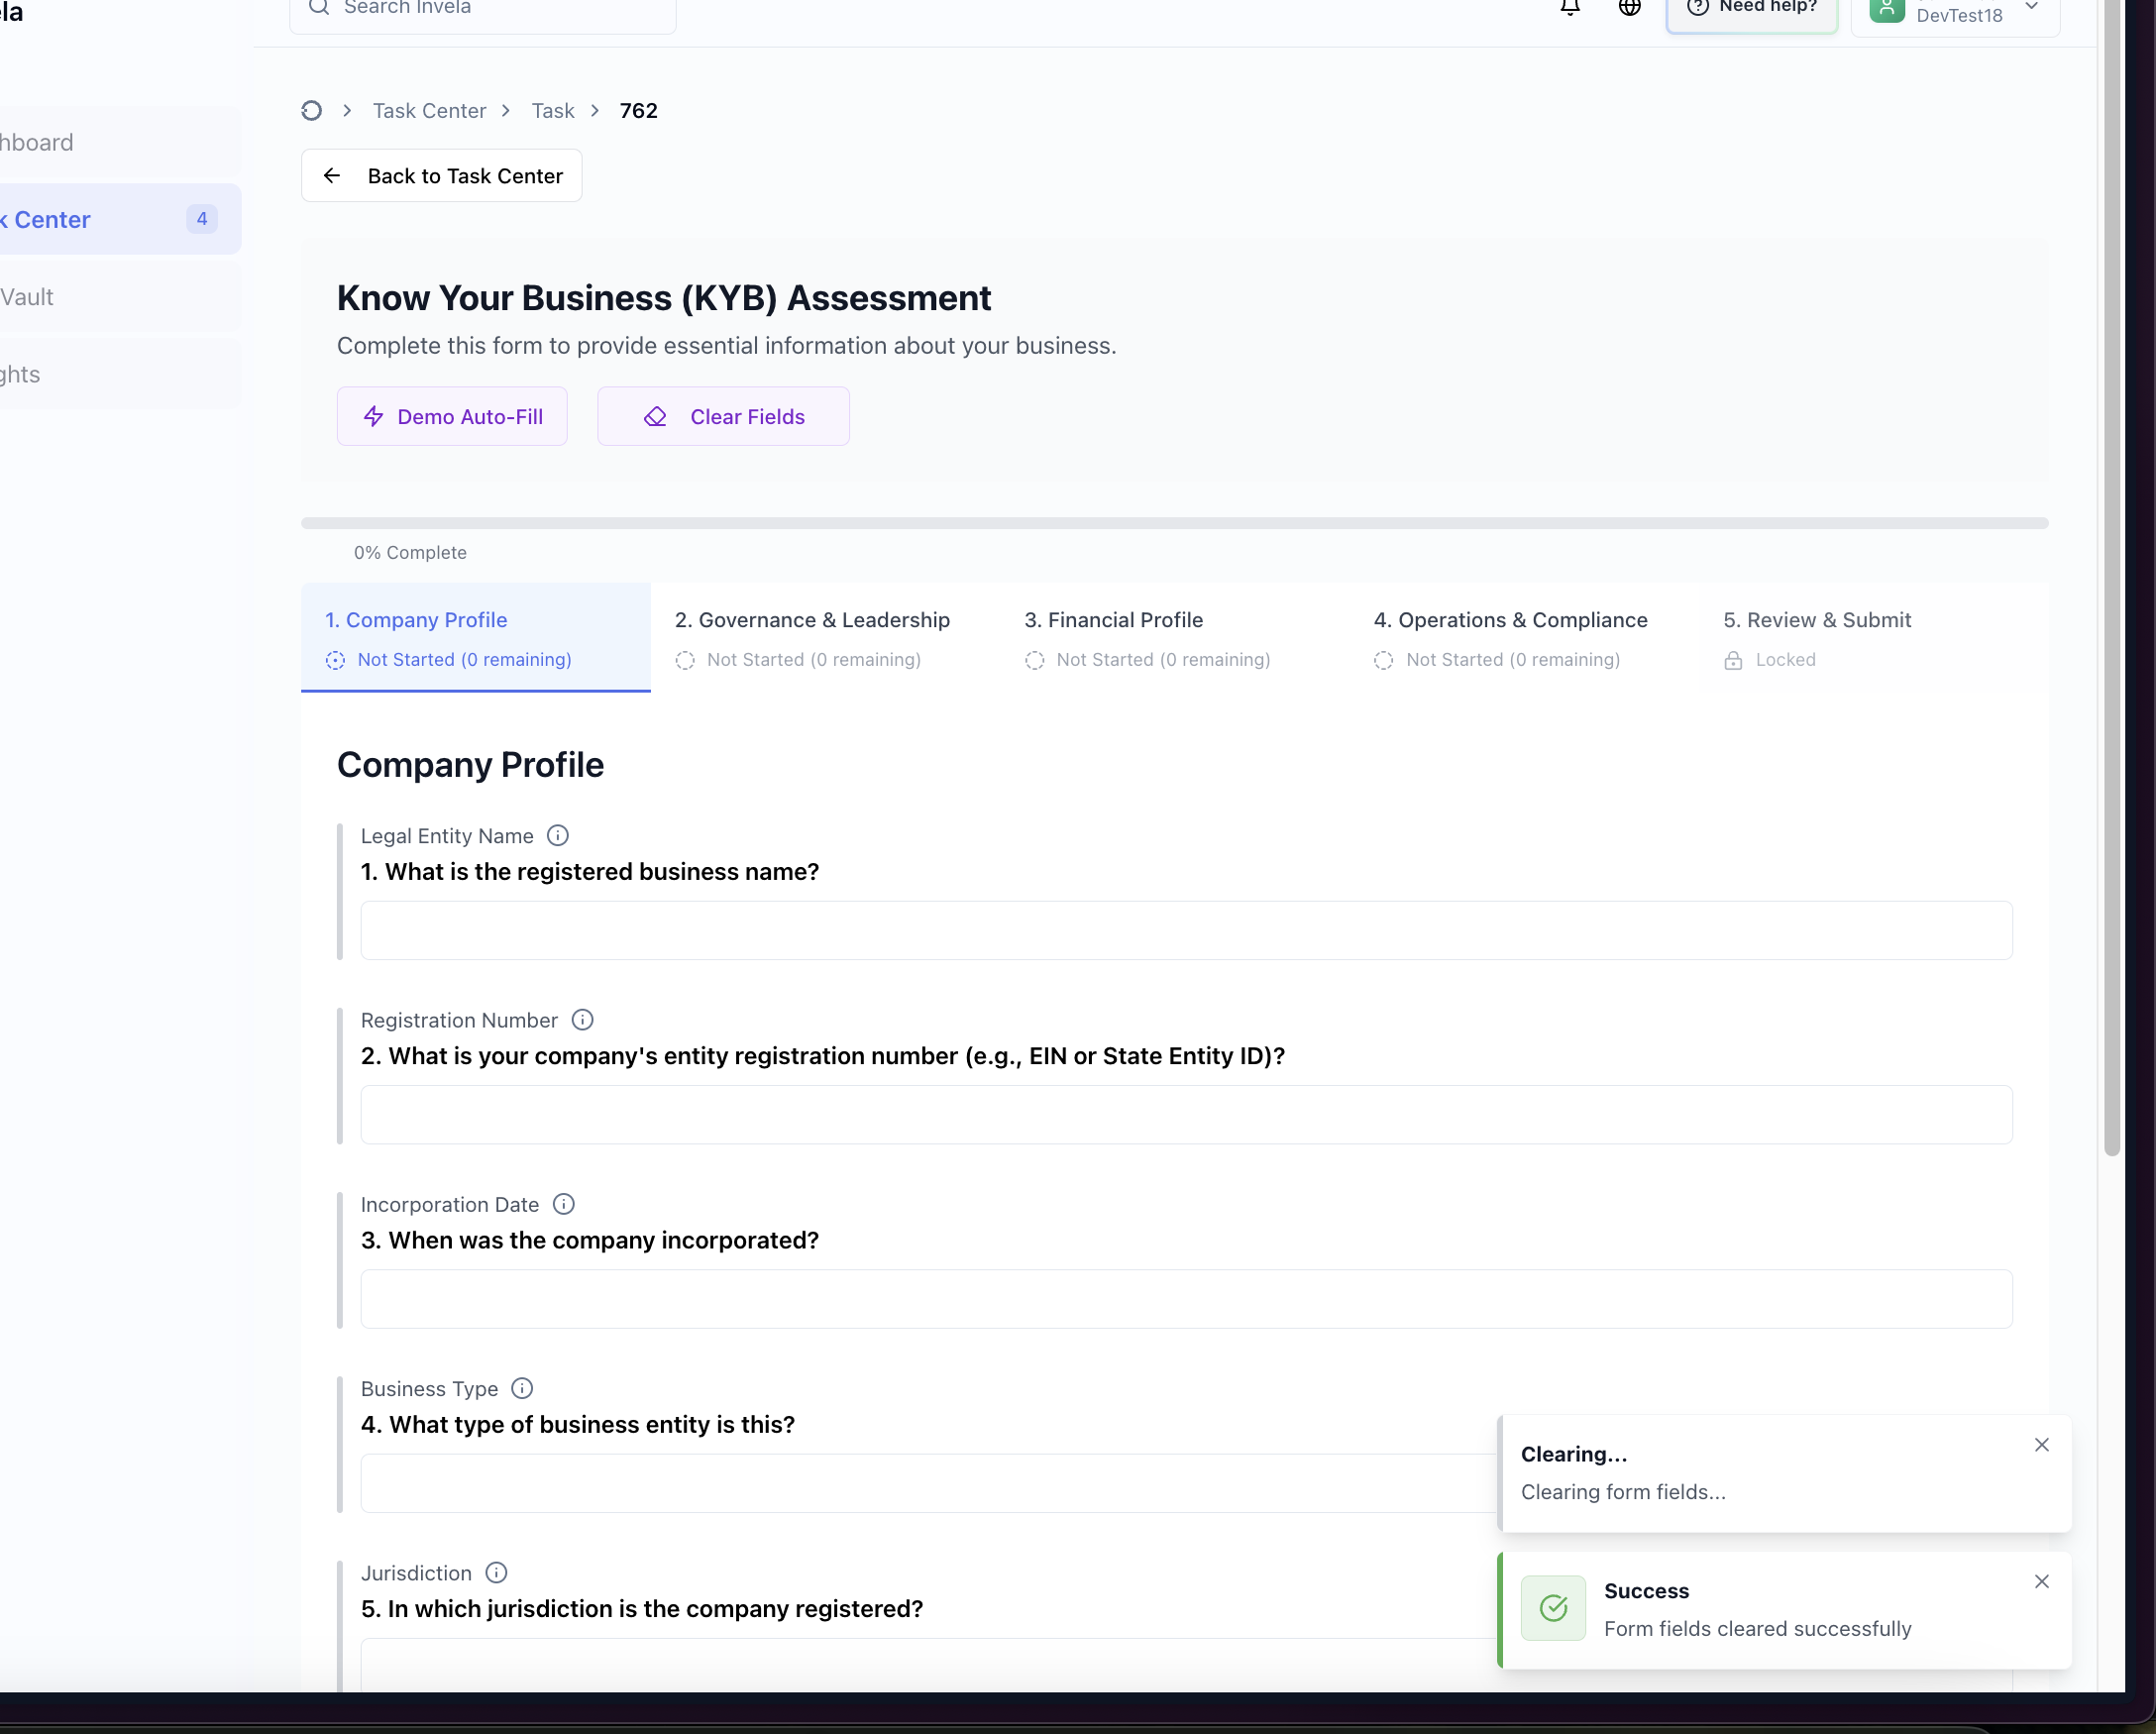 ela
Search Invela
Need help?
DevTest18
hboard
k Center
4
Vault
ghts
Task Center
Task
762
Back to Task Center
Know Your Business (KYB) Assessment
Complete this form to provide essential information about your business.
Demo Auto-Fill
Clear Fields
0% Complete
1. Company Profile
Not Started (0 remaining)
2. Governance & Leadership
Not Started (0 remaining)
3. Financial Profile
Not Started (0 remaining)
4. Operations & Compliance
Not Started (0 remaining)
5. Review & Submit
Locked
Company Profile
Legal Entity Name
1. What is the registered business name?
Registration Number
2. What is your company's entity registration number (e.g., EIN or State Entity ID)?
Incorporation Date
3. When was the company incorporated?
Business Type
4. What type of business entity is this?
Jurisdiction
5. In which jurisdiction is the company registered?
Clearing...
Clearing form fields...
Success
Form fields cleared successfully